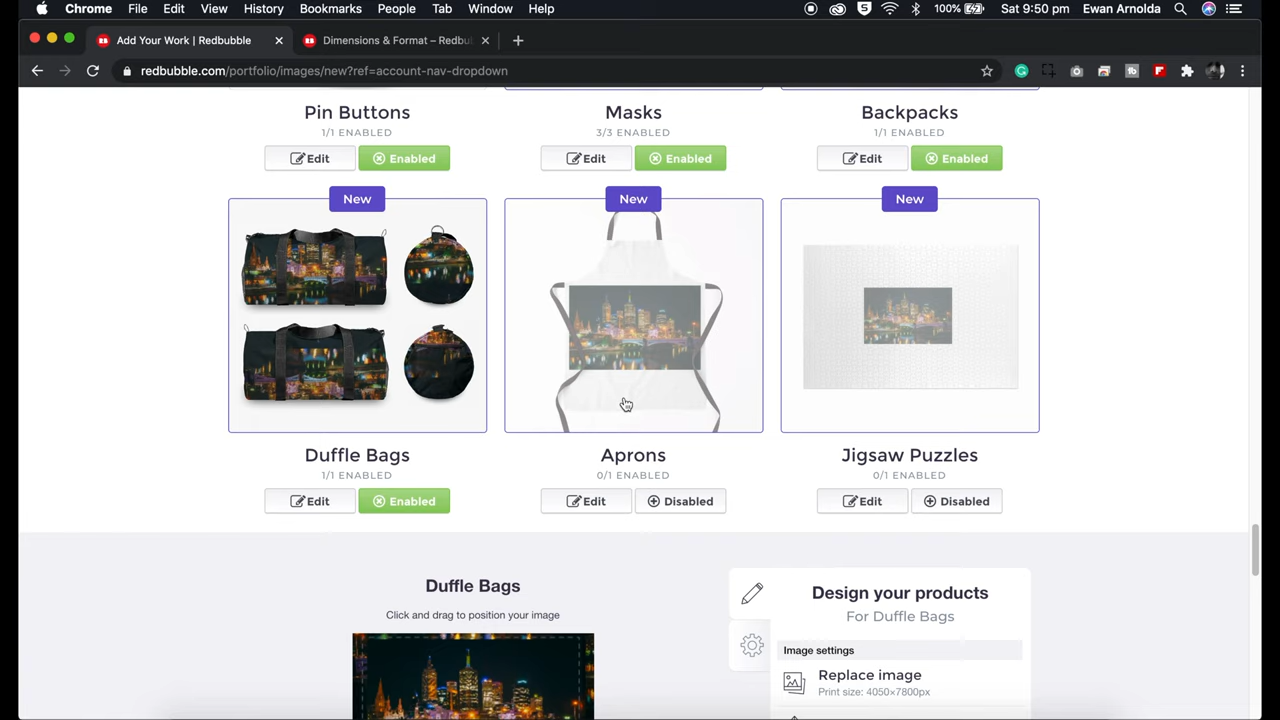 Chrome File Edit View History Bookmarks People Tab Window Help 5 100% Sat 9:50 pm Ewan Arnolda
Add Your Work | Redbubble Dimensions & Format – Redbu
redbubble.com/portfolio/images/new?ref=account-nav-dropdown
Pin Buttons Masks Backpacks
1/1 ENABLED 3/3 ENABLED 1/1 ENABLED
Edit Enabled Edit Enabled Edit Enabled
New New New
Duffle Bags Aprons Jigsaw Puzzles
1/1 ENABLED 0/1 ENABLED 0/1 ENABLED
Edit Enabled Edit Disabled Edit Disabled
Duffle Bags
Click and drag to position your image
Design your products
For Duffle Bags
Image settings
Replace image
Print size: 4050×7800px